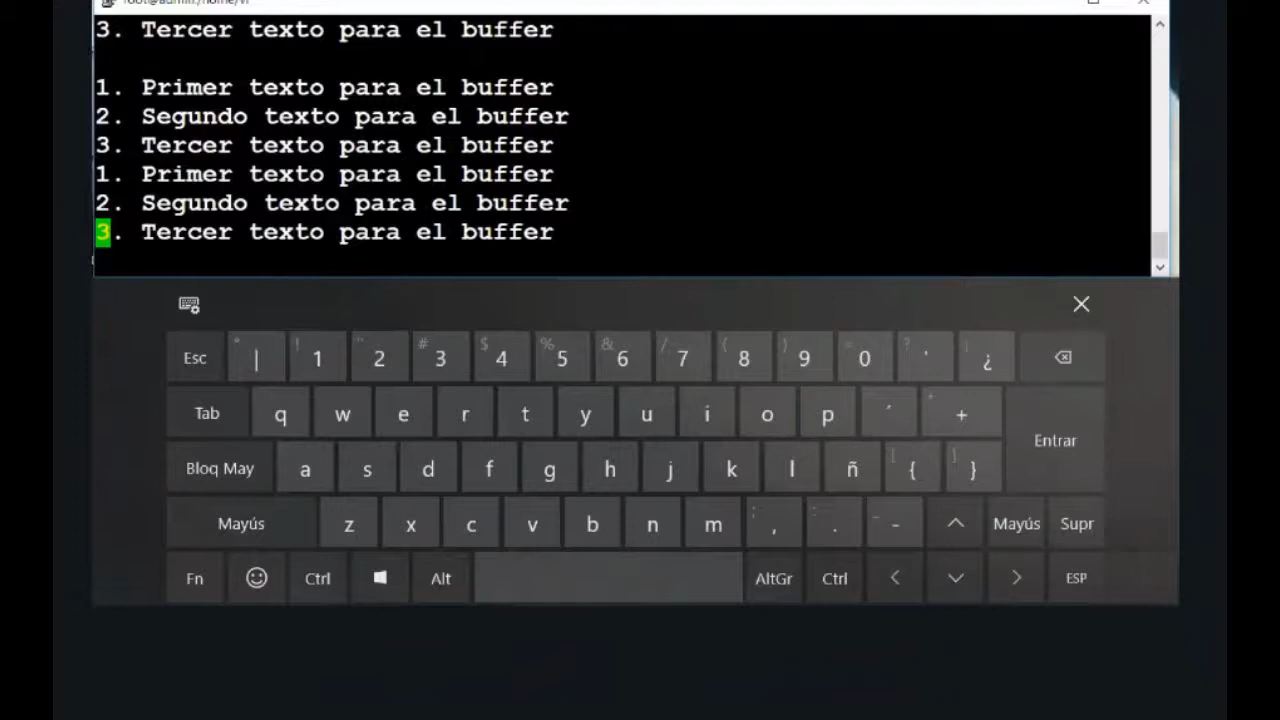 3. Tercer texto para el buffer
1. Primer texto para el buffer
2. Segundo texto para el buffer
3. Tercer texto para el buffer
1. Primer texto para el buffer
2. Segundo texto para el buffer
3. Tercer texto para el buffer
Esc ° | ! 1 " 2 # 3 $ 4 % 5 & 6 / 7 ( 8 ) 9 = 0 ? ' ¡ ¿
Tab q w e r t y u i o p ´ * +
Entrar
Bloq May a s d f g h j k l ñ [ { ] }
Mayús z x c v b n m ; , : . _ - Mayús Supr
Fn Ctrl Alt AltGr Ctrl ESP